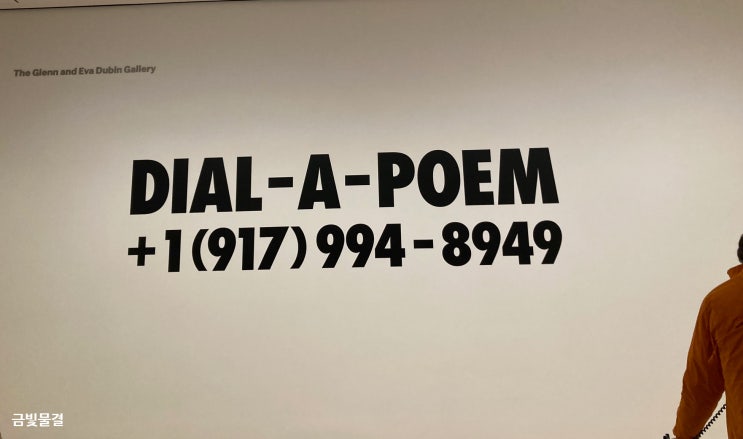 The Glenn and Eva Dubin Gallery
DIAL-A-POEM
+1(917) 994-8949
금빛물결